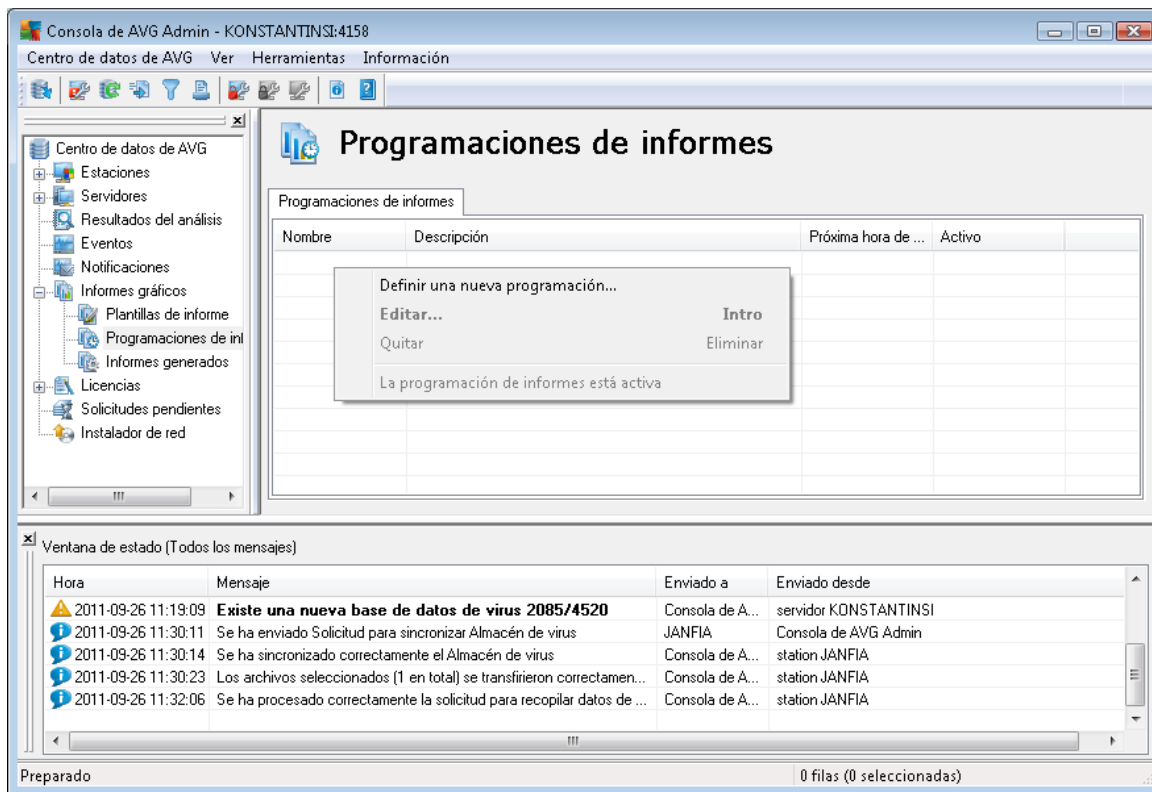 Consola de AVG Admin - KONSTANTINSI:4158
Centro de datos de AVG Ver Herramientas Información
Centro de datos de AVG
Estaciones
Servidores
Resultados del análisis
Eventos
Notificaciones
Informes gráficos
Plantillas de informe
Programaciones de inf
Informes generados
Licencias
Solicitudes pendientes
Instalador de red
Programaciones de informes
Programaciones de informes
Nombre Descripción Próxima hora de ... Activo
Definir una nueva programación...
Editar... Intro
Quitar Eliminar
La programación de informes está activa
Ventana de estado (Todos los mensajes)
Hora Mensaje Enviado a Enviado desde
2011-09-26 11:19:09 Existe una nueva base de datos de virus 2085/4520 Consola de A... servidor KONSTANTINSI
2011-09-26 11:30:11 Se ha enviado Solicitud para sincronizar Almacén de virus JANFIA Consola de AVG Admin
2011-09-26 11:30:14 Se ha sincronizado correctamente el Almacén de virus Consola de A... station JANFIA
2011-09-26 11:30:23 Los archivos seleccionados (1 en total) se transfirieron correctamen... Consola de A... station JANFIA
2011-09-26 11:32:06 Se ha procesado correctamente la solicitud para recopilar datos de ... Consola de A... station JANFIA
Preparado 0 filas (0 seleccionadas)